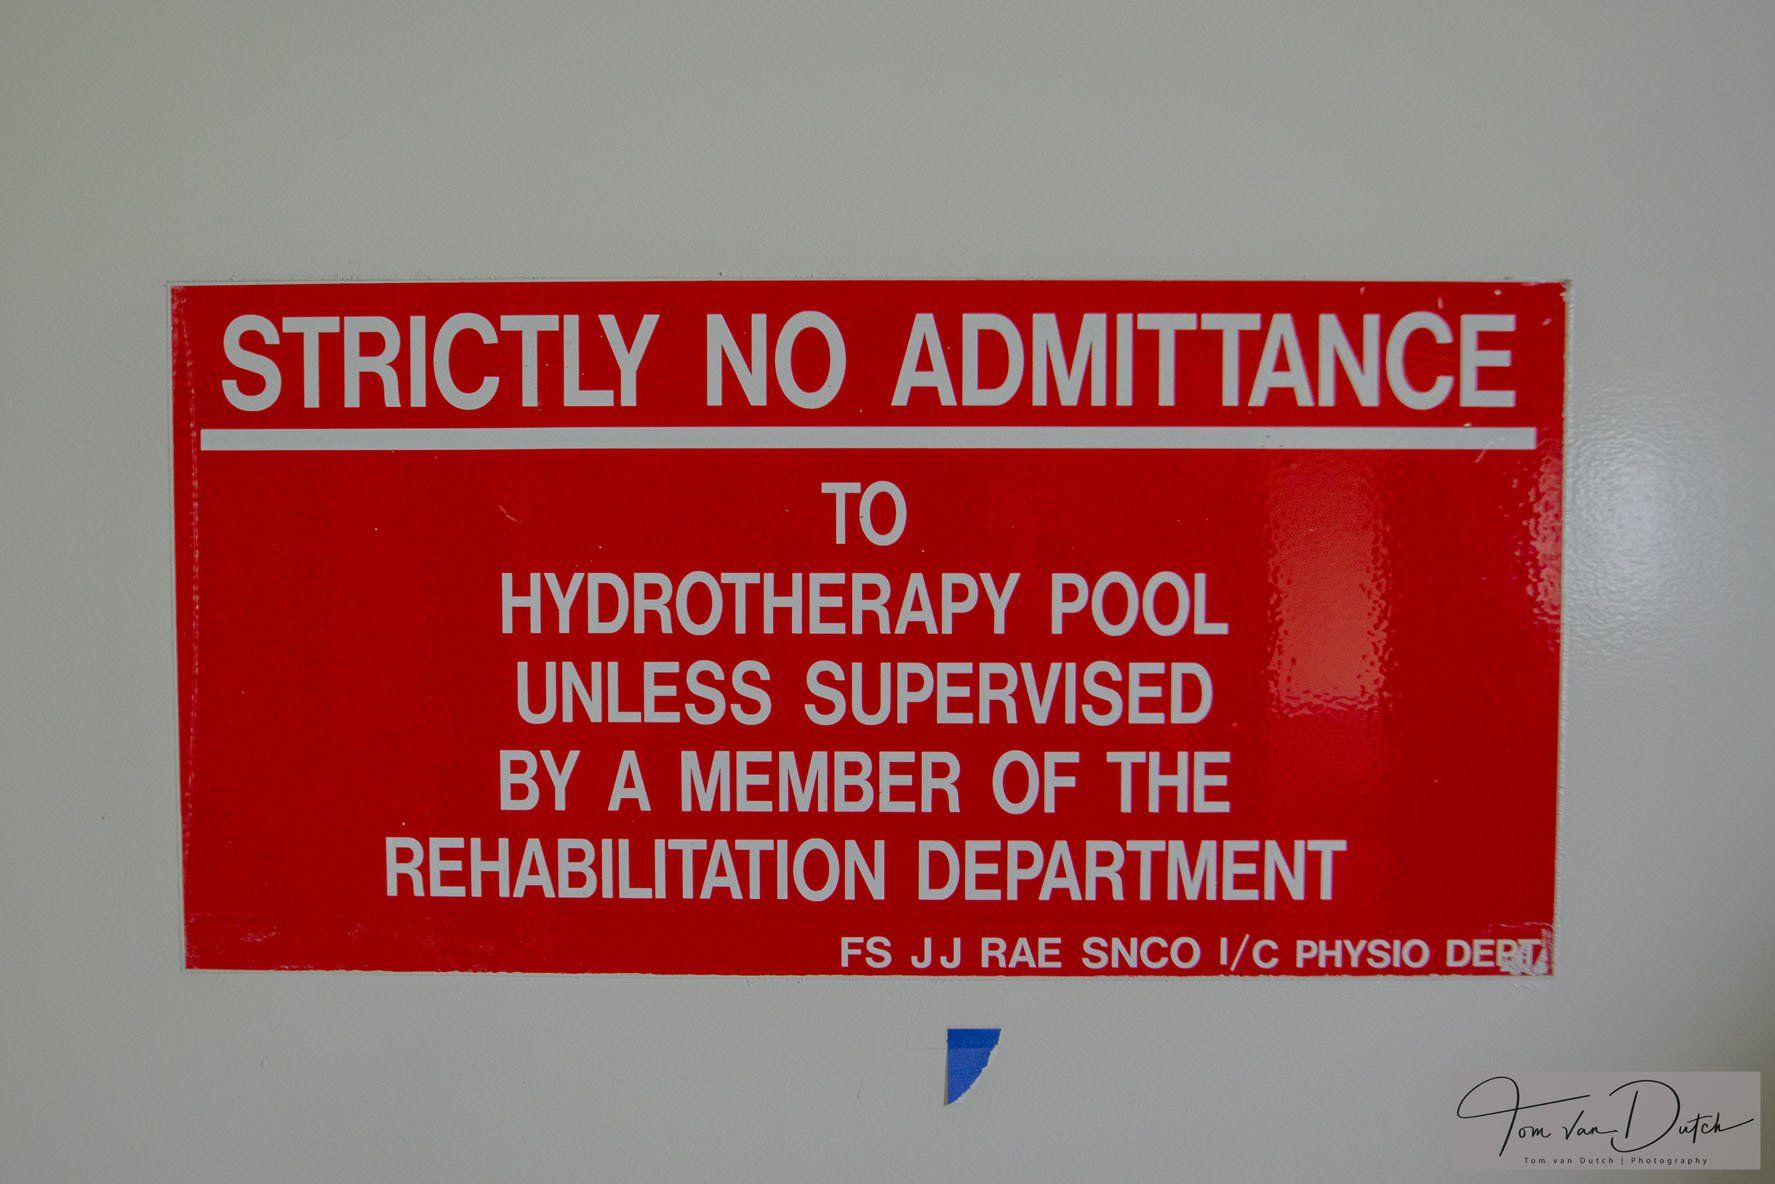 STRICTLY NO ADMITTANCE
TO
HYDROTHERAPY POOL
UNLESS SUPERVISED
BY A MEMBER OF THE
REHABILITATION DEPARTMENT
FS JJ RAE SNCO I/C PHYSIO DEPT
Tom van Dutch
Tom van Dutch | Photography